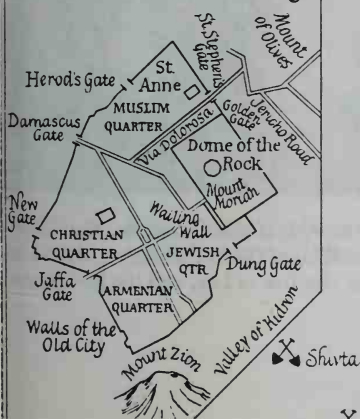 Mount
of Olives
St. Stephen's
Gate
Herod's Gate
St.
Anne
MUSLIM
QUARTER
Golden
Gate
Jericho Road
Damascus
Gate
Via Dolorosa
Dome of the
Rock
Mount
Moriah
New
Gate
Wailing
Wall
CHRISTIAN
QUARTER
JEWISH
QTR
Dung Gate
Jaffa
Gate
ARMENIAN
QUARTER
Walls of the
Old City
Valley of Kidron
Mount Zion
Shivta